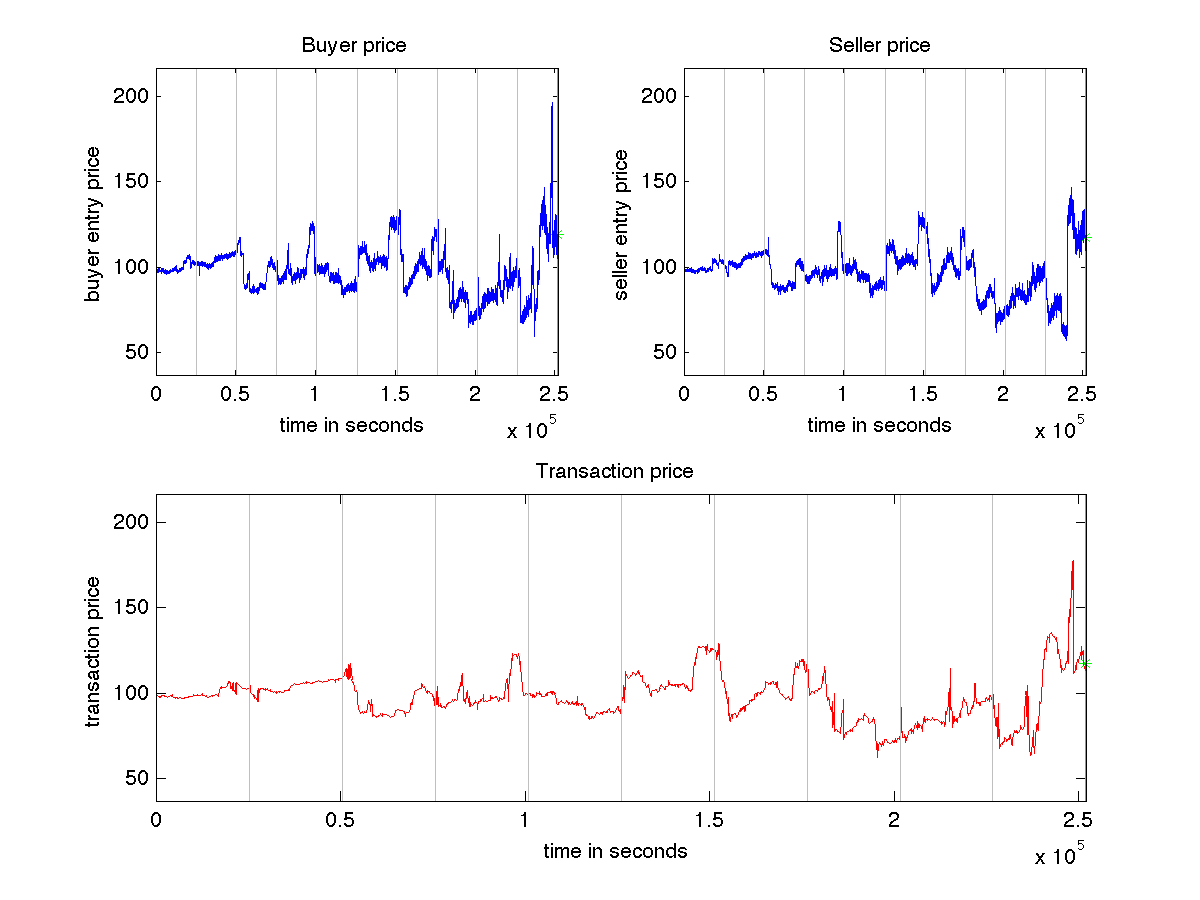 Buyer price
buyer entry price
200
150
100
50
0 0.5 1 1.5 2 2.5
time in seconds
x 10^5
Seller price
seller entry price
200
150
100
50
0 0.5 1 1.5 2 2.5
time in seconds
x 10^5
Transaction price
transaction price
200
150
100
50
0 0.5 1 1.5 2 2.5
time in seconds
x 10^5